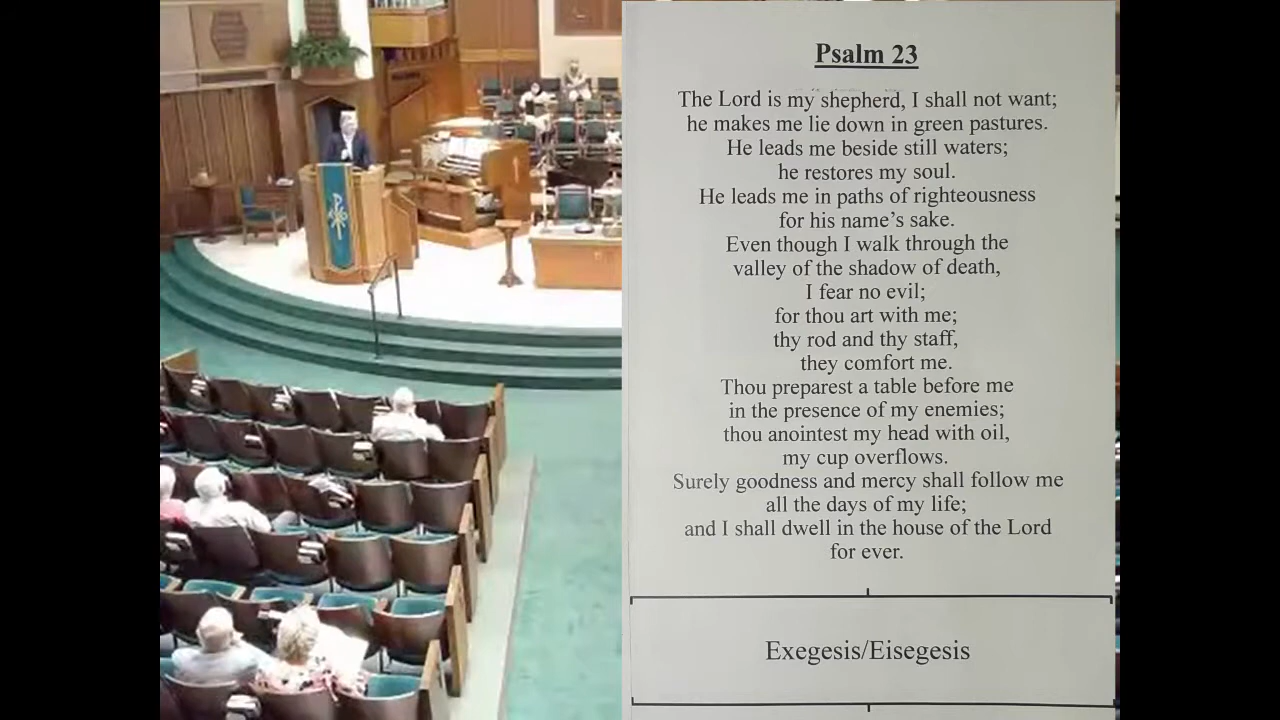 Psalm 23
The Lord is my shepherd, I shall not want;
he makes me lie down in green pastures.
He leads me beside still waters;
he restores my soul.
He leads me in paths of righteousness
for his name's sake.
Even though I walk through the
valley of the shadow of death,
I fear no evil;
for thou art with me;
thy rod and thy staff,
they comfort me.
Thou preparest a table before me
in the presence of my enemies;
thou anointest my head with oil,
my cup overflows.
Surely goodness and mercy shall follow me
all the days of my life;
and I shall dwell in the house of the Lord
for ever.
Exegesis/Eisegesis